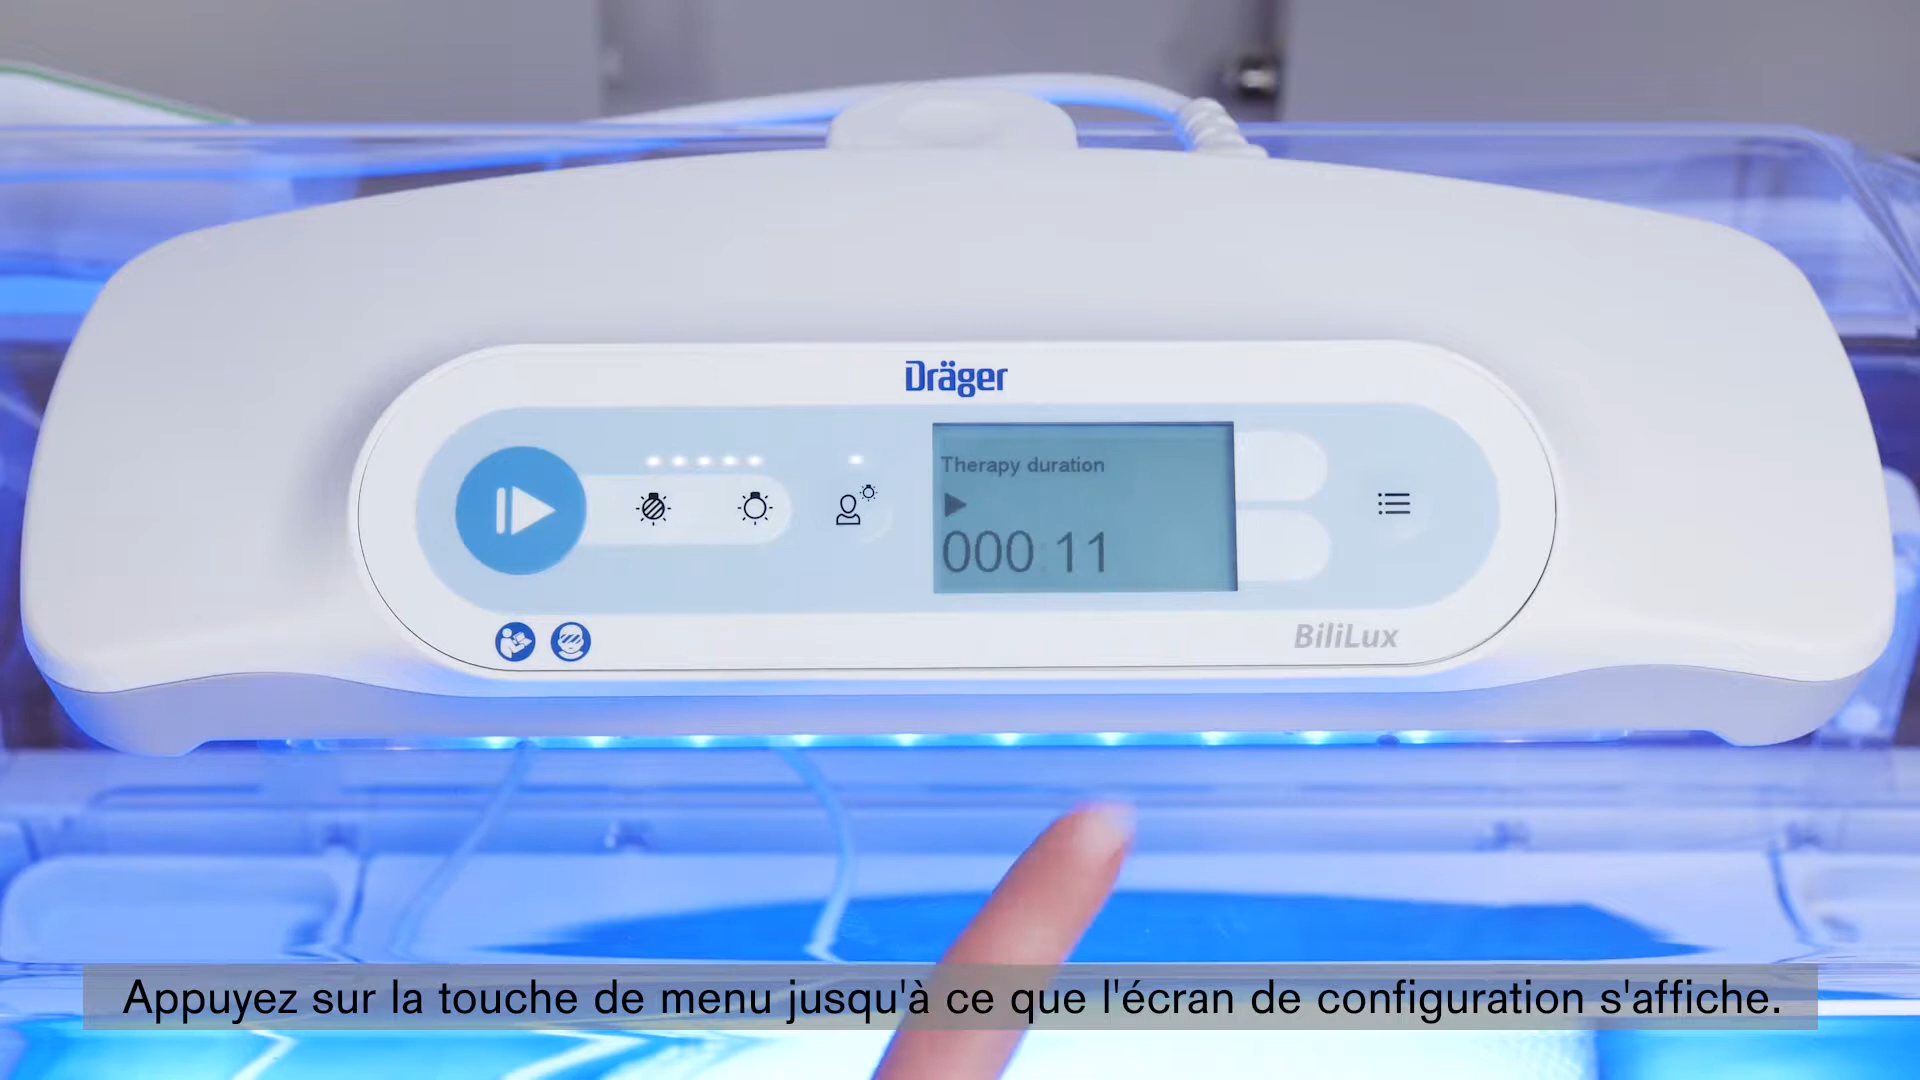 Dräger
Therapy duration
000:11
BiliLux
Appuyez sur la touche de menu jusqu'à ce que l'écran de configuration s'affiche.